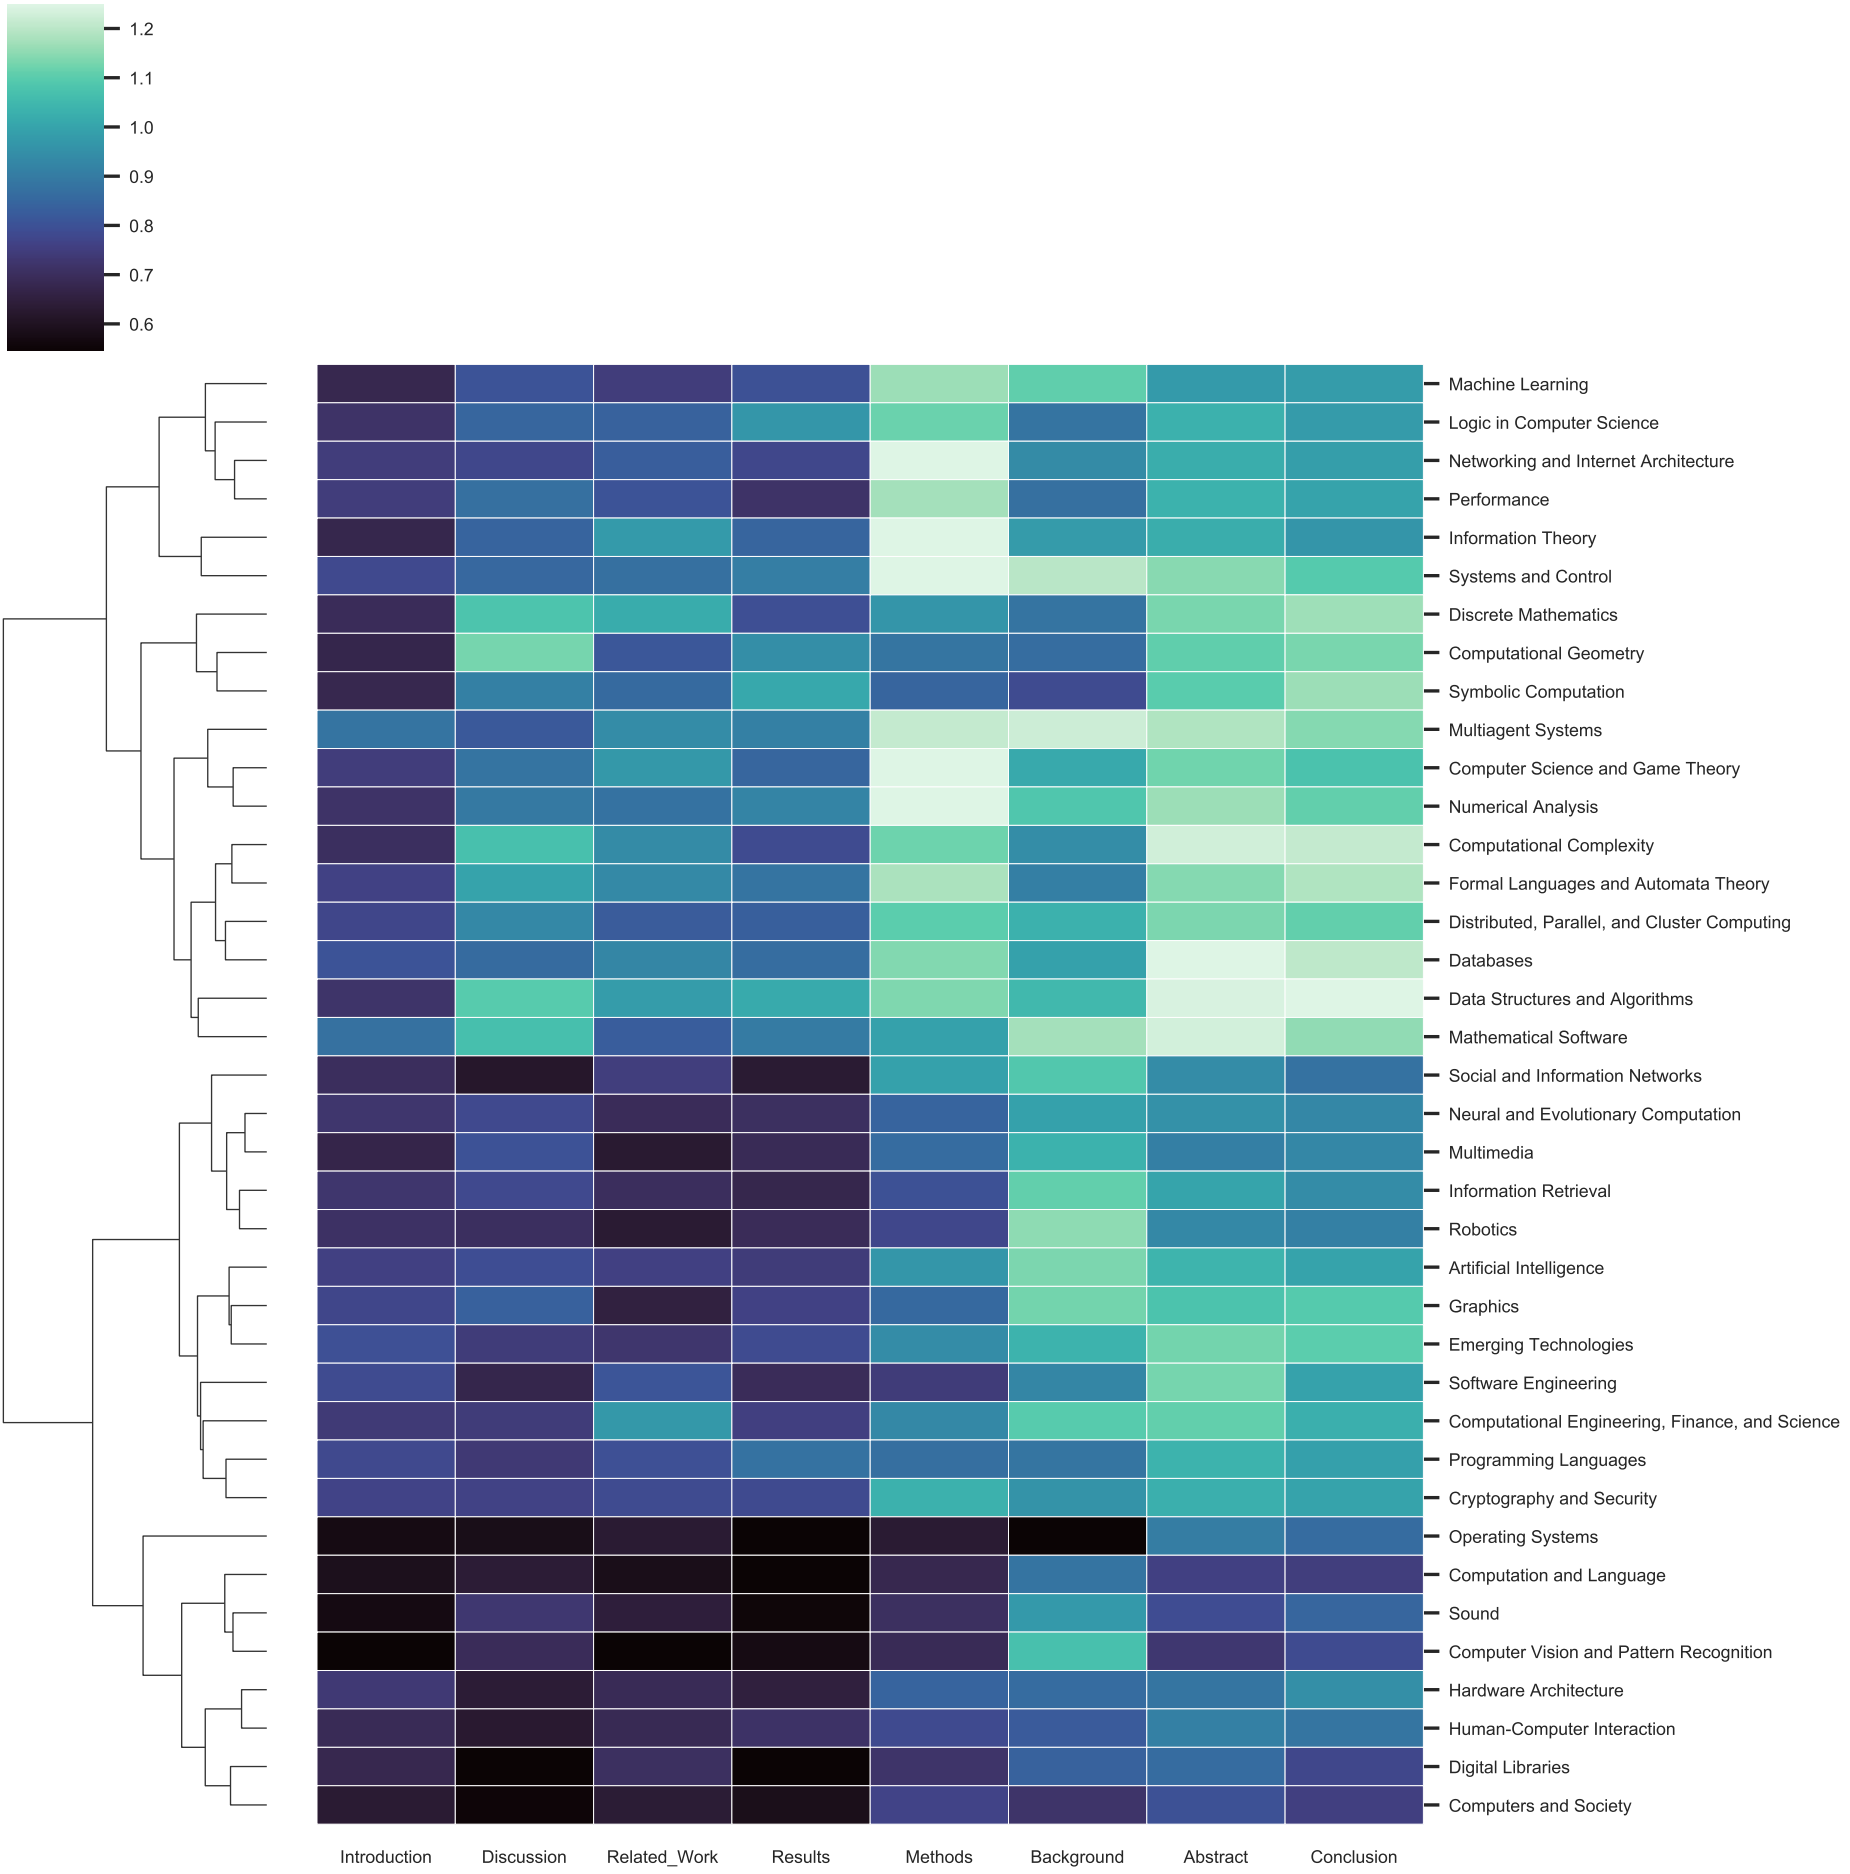 1.2
1.1
1.0
0.9
0.8
0.7
0.6
Machine Learning
Logic in Computer Science
Networking and Internet Architecture
Performance
Information Theory
Systems and Control
Discrete Mathematics
Computational Geometry
Symbolic Computation
Multiagent Systems
Computer Science and Game Theory
Numerical Analysis
Computational Complexity
Formal Languages and Automata Theory
Distributed, Parallel, and Cluster Computing
Databases
Data Structures and Algorithms
Mathematical Software
Social and Information Networks
Neural and Evolutionary Computation
Multimedia
Information Retrieval
Robotics
Artificial Intelligence
Graphics
Emerging Technologies
Software Engineering
Computational Engineering, Finance, and Science
Programming Languages
Cryptography and Security
Operating Systems
Computation and Language
Sound
Computer Vision and Pattern Recognition
Hardware Architecture
Human-Computer Interaction
Digital Libraries
Computers and Society
Introduction Discussion Related_Work Results Methods Background Abstract Conclusion